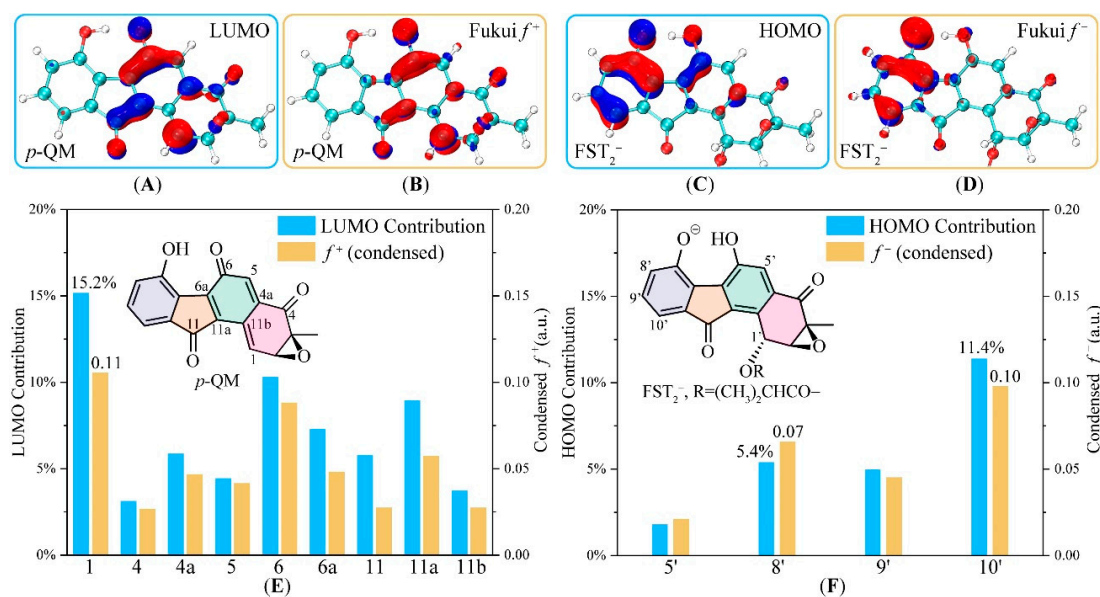 LUMO
p-QM
(A)
Fukui f⁺
p-QM
(B)
HOMO
FST₂⁻
(C)
Fukui f⁻
FST₂⁻
(D)
20%
15%
10%
5%
0%
LUMO Contribution
0.20
0.15
0.10
0.05
0.00
Condensed f⁺ (a.u.)
LUMO Contribution
f⁺ (condensed)
15.2%
0.11
OH
O
6
5
6a
4a
O
4
11
11a
11b
O
1
O
p-QM
1 4 4a 5 6 6a 11 11a 11b
(E)
20%
15%
10%
5%
0%
HOMO Contribution
0.20
0.15
0.10
0.05
0.00
Condensed f⁻ (a.u.)
HOMO Contribution
f⁻ (condensed)
O⊖
HO
5'
8'
9'
10'
O
O
1'
O
OR
FST₂⁻, R=(CH₃)₂CHCO−
5.4%
0.07
11.4%
0.10
5' 8' 9' 10'
(F)